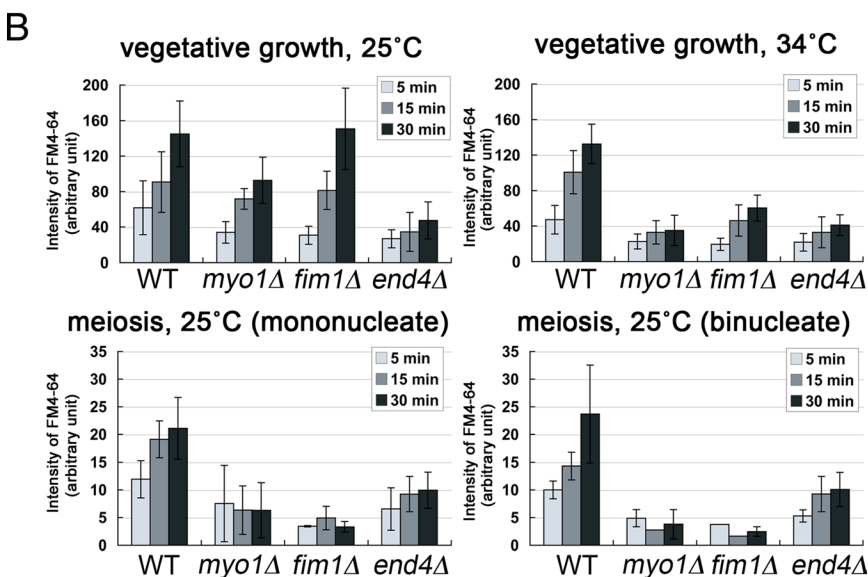 B
vegetative growth, 25°C
Intensity of FM4-64
(arbitrary unit)
200
160
120
80
40
0
5 min
15 min
30 min
WT myo1Δ fim1Δ end4Δ
vegetative growth, 34°C
Intensity of FM4-64
(arbitrary unit)
200
160
120
80
40
0
5 min
15 min
30 min
WT myo1Δ fim1Δ end4Δ
meiosis, 25°C (mononucleate)
Intensity of FM4-64
(arbitrary unit)
35
30
25
20
15
10
5
0
5 min
15 min
30 min
WT myo1Δ fim1Δ end4Δ
meiosis, 25°C (binucleate)
Intensity of FM4-64
(arbitrary unit)
35
30
25
20
15
10
5
0
5 min
15 min
30 min
WT myo1Δ fim1Δ end4Δ